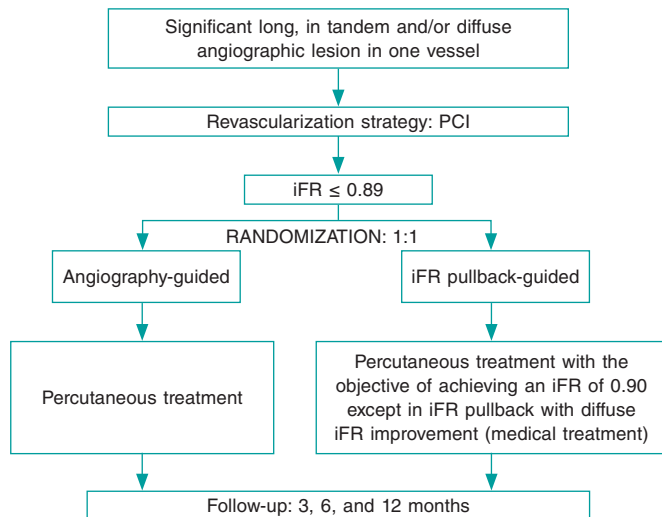 Significant long, in tandem and/or diffuse
angiographic lesion in one vessel
Revascularization strategy: PCI
iFR ≤ 0.89
RANDOMIZATION: 1:1
Angiography-guided
iFR pullback-guided
Percutaneous treatment
Percutaneous treatment with the
objective of achieving an iFR of 0.90
except in iFR pullback with diffuse
iFR improvement (medical treatment)
Follow-up: 3, 6, and 12 months